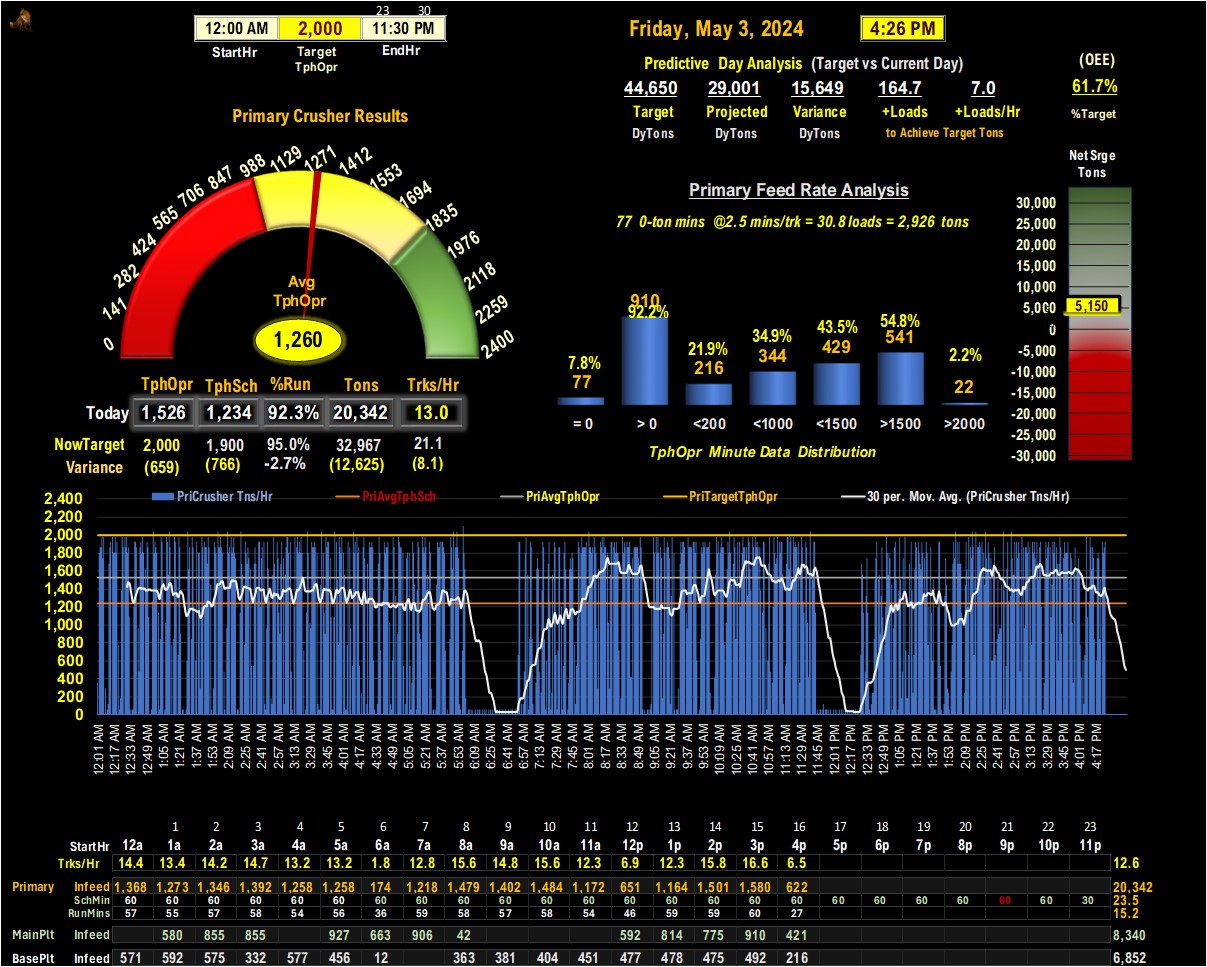 23 30
12:00 AM 2,000 11:30 PM
StartHr Target EndHr
TphOpr
Friday, May 3, 2024 4:26 PM
Predictive Day Analysis (Target vs Current Day)
44,650 29,001 15,649 164.7 7.0
Target Projected Variance +Loads +Loads/Hr
DyTons DyTons DyTons to Achieve Target Tons
(OEE)
61.7%
%Target
Primary Crusher Results
0 141 282 424 565 706 847 988 1129 1271 1412 1553 1694 1835 1976 2118 2259 2400
Avg
TphOpr
1,260
TphOpr TphSch %Run Tons Trks/Hr
Today 1,526 1,234 92.3% 20,342 13.0
NowTarget 2,000 1,900 95.0% 32,967 21.1
Variance (659) (766) -2.7% (12,625) (8.1)
Primary Feed Rate Analysis
77 0-ton mins @2.5 mins/trk = 30.8 loads = 2,926 tons
7.8% 92.2% 21.9% 34.9% 43.5% 54.8% 2.2%
77 910 216 344 429 541 22
= 0 > 0 <200 <1000 <1500 >1500 >2000
TphOpr Minute Data Distribution
Net Srge
Tons
30,000
25,000
20,000
15,000
10,000
5,000
5,150
0
-5,000
-10,000
-15,000
-20,000
-25,000
-30,000
PriCrusher Tns/Hr PriAvgTphSch PriAvgTphOpr PriTargetTphOpr 30 per. Mov. Avg. (PriCrusher Tns/Hr)
2,400
2,200
2,000
1,800
1,600
1,400
1,200
1,000
800
600
400
200
0
12:01 AM 12:17 AM 12:33 AM 12:49 AM 1:05 AM 1:21 AM 1:37 AM 1:53 AM 2:09 AM 2:25 AM 2:41 AM 2:57 AM 3:13 AM 3:29 AM 3:45 AM 4:01 AM 4:17 AM 4:33 AM 4:49 AM 5:05 AM 5:21 AM 5:37 AM 5:53 AM 6:09 AM 6:25 AM 6:41 AM 6:57 AM 7:13 AM 7:29 AM 7:45 AM 8:01 AM 8:17 AM 8:33 AM 8:49 AM 9:05 AM 9:21 AM 9:37 AM 9:53 AM 10:09 AM 10:25 AM 10:41 AM 10:57 AM 11:13 AM 11:29 AM 11:45 AM 12:01 PM 12:17 PM 12:33 PM 12:49 PM 1:05 PM 1:21 PM 1:37 PM 1:53 PM 2:09 PM 2:25 PM 2:41 PM 2:57 PM 3:13 PM 3:29 PM 3:45 PM 4:01 PM 4:17 PM
1 2 3 4 5 6 7 8 9 10 11 12 13 14 15 16 17 18 19 20 21 22 23
StartHr 12a 1a 2a 3a 4a 5a 6a 7a 8a 9a 10a 11a 12p 1p 2p 3p 4p 5p 6p 7p 8p 9p 10p 11p
Trks/Hr 14.4 13.4 14.2 14.7 13.2 13.2 1.8 12.8 15.6 14.8 15.6 12.3 6.9 12.3 15.8 16.6 6.5 12.6
Primary Infeed 1,368 1,273 1,346 1,392 1,258 1,258 174 1,218 1,479 1,402 1,484 1,172 651 1,164 1,501 1,580 622 20,342
SchMin 60 60 60 60 60 60 60 60 60 60 60 60 60 60 60 60 60 60 60 60 60 60 60 30 23.5
RunMins 57 55 57 58 54 56 36 59 58 57 58 54 46 59 59 60 27 15.2
MainPlt Infeed 580 855 855 927 663 906 42 592 814 775 910 421 8,340
BasePlt Infeed 571 592 575 332 577 456 12 363 381 404 451 477 478 475 492 216 6,852